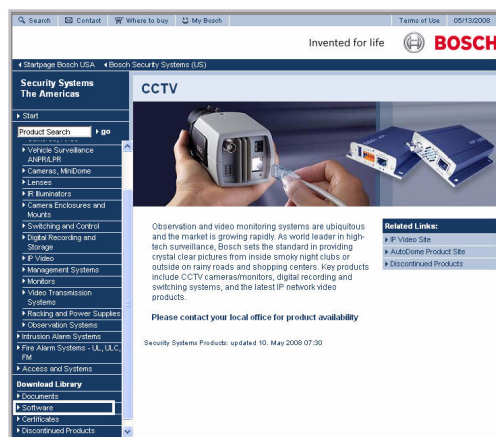 Search
Contact
Where to buy
My Bosch
Terms of Use
05/13/2008
Invented for life
BOSCH
Startpage Bosch USA
Bosch Security Systems (US)
Security Systems
The Americas
CCTV
Start
Product Search
go
Vehicle Surveillance
ANPR/LPR
Cameras, MiniDome
Lenses
IR Illuminators
Camera Enclosures and
Mounts
Switching and Control
Digital Recording and
Storage
IP Video
Management Systems
Monitors
Video Transmission
Systems
Racking and Power Supplies
Observation Systems
Intrusion Alarm Systems
Fire Alarm Systems - UL, ULC,
FM
Access and Systems
Download Library
Documents
Software
Certificates
Discontinued Products
Observation and video monitoring systems are ubiquitous
and the market is growing rapidly. As world leader in high-
tech surveillance, Bosch sets the standard in providing
crystal clear pictures from inside smoky night clubs or
outside on rainy roads and shopping centers. Key products
include CCTV cameras/monitors, digital recording and
switching systems, and the latest IP network video
products.
Please contact your local office for product availability
Security Systems Products: updated 10. May 2008 07:30
Related Links:
IP Video Site
AutoDome Product Site
Discontinued Products